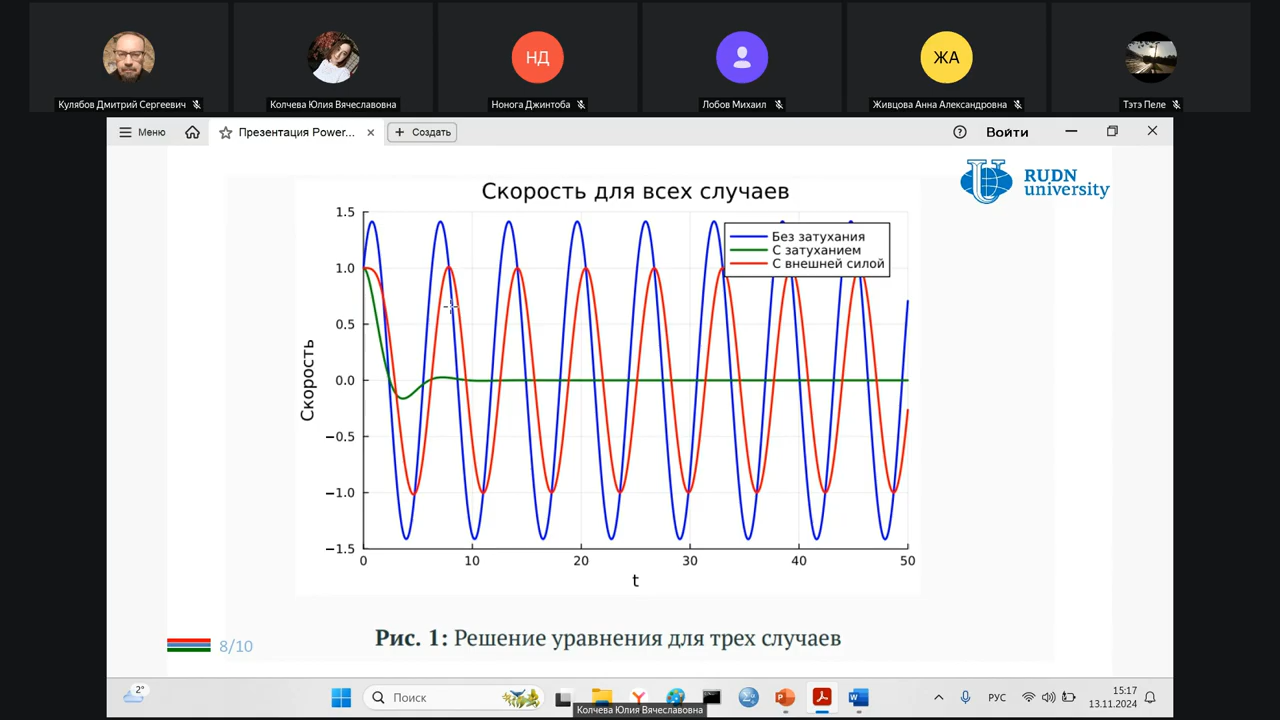 НД
ЖА
Кулябов Дмитрий Сергеевич
Колчева Юлия Вячеславовна
Нонога Джинтоба
Лобов Михаил
Живцова Анна Александровна
Тэтэ Пеле
Меню
Презентация Power...
Создать
Войти
RUDN
university
Скорость для всех случаев
Без затухания
С затуханием
С внешней силой
1.5
1.0
0.5
0.0
−0.5
−1.0
−1.5
Скорость
0 10 20 30 40 50
t
Рис. 1: Решение уравнения для трех случаев
8/10
2°
Поиск
РУС
15:17
13.11.2024
Колчева Юлия Вячеславовна